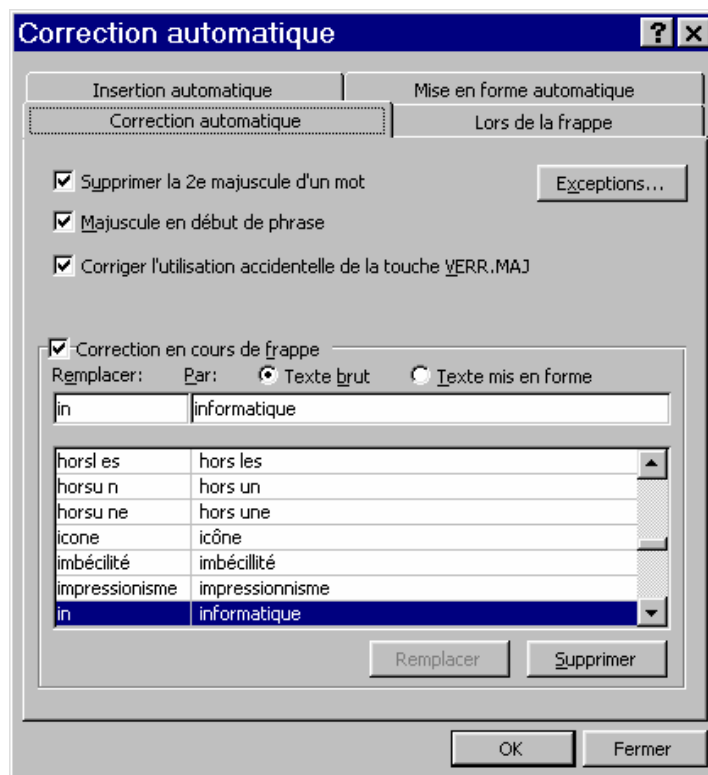 Correction automatique
Insertion automatique Mise en forme automatique
Correction automatique Lors de la frappe
Supprimer la 2e majuscule d'un mot Exceptions...
Majuscule en début de phrase
Corriger l'utilisation accidentelle de la touche VERR.MAJ
Correction en cours de frappe
Remplacer: Par: Texte brut Texte mis en forme
in informatique
horsl es hors les
horsu n hors un
horsu ne hors une
icone icône
imbécilité imbécillité
impressionisme impressionnisme
in informatique
Remplacer Supprimer
OK Fermer